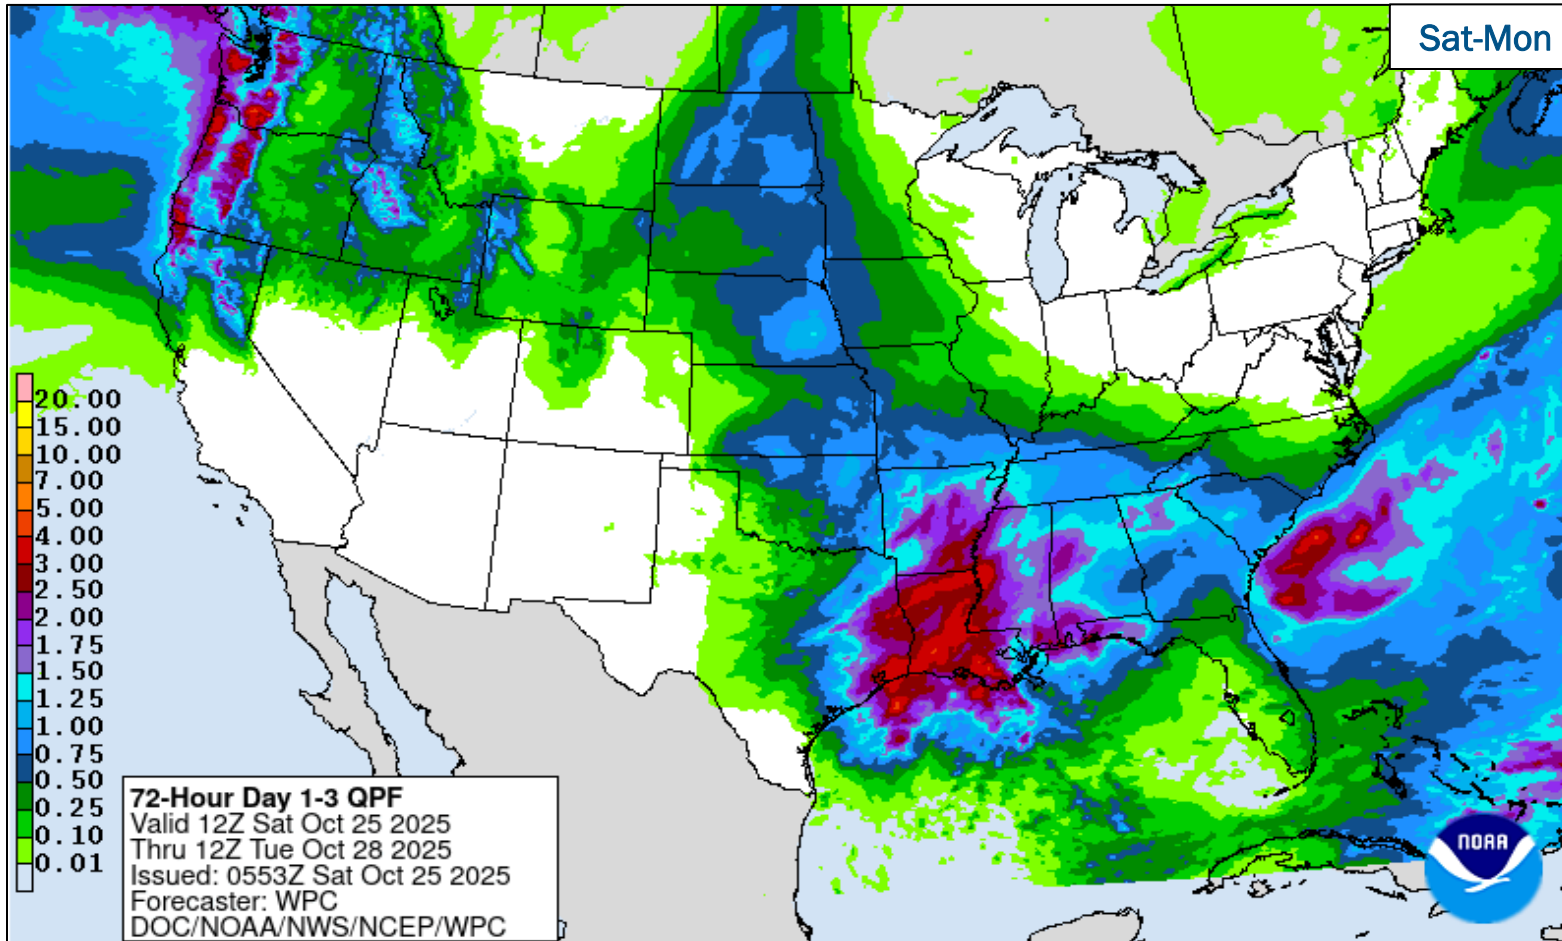 Sat-Mon
20.00
15.00
10.00
7.00
5.00
4.00
3.00
2.50
2.00
1.75
1.50
1.25
1.00
0.75
0.50
0.25
0.10
0.01
72-Hour Day 1-3 QPF
Valid 12Z Sat Oct 25 2025
Thru 12Z Tue Oct 28 2025
Issued: 0553Z Sat Oct 25 2025
Forecaster: WPC
DOC/NOAA/NWS/NCEP/WPC
NOAA